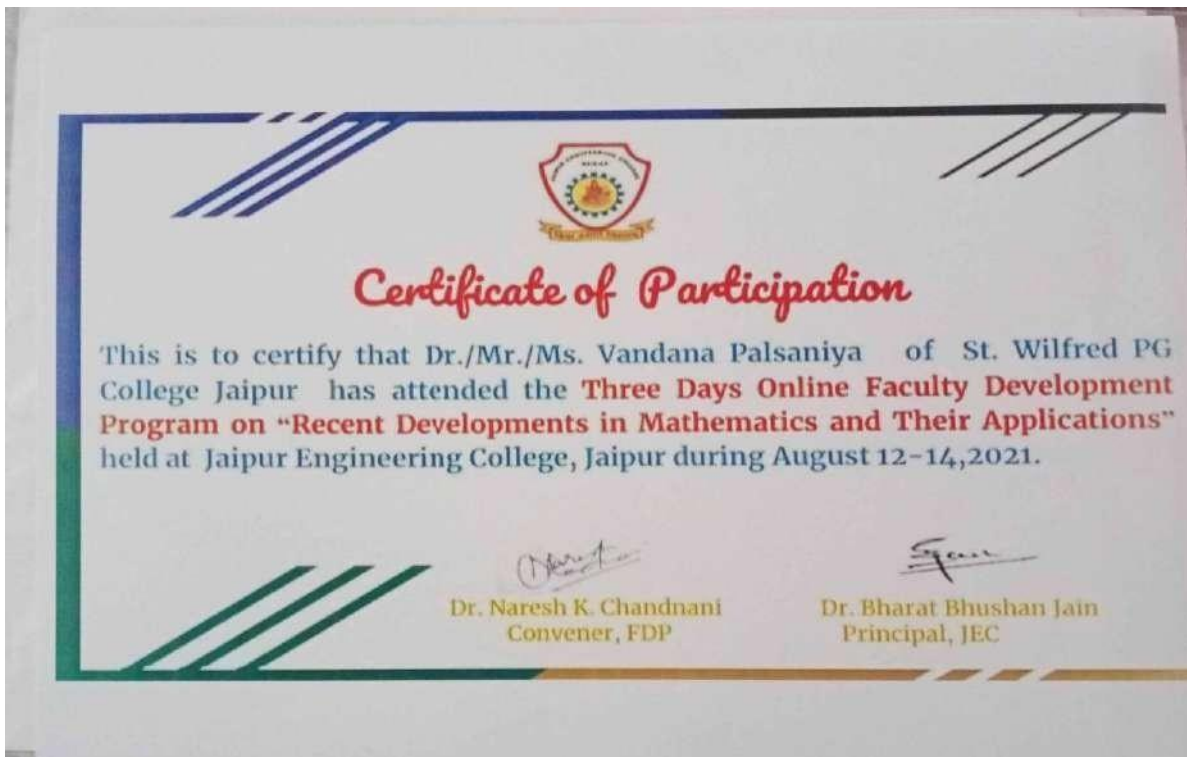 Certificate of Participation
This is to certify that Dr./Mr./Ms. Vandana Palsaniya of St. Wilfred PG
College Jaipur has attended the Three Days Online Faculty Development
Program on “Recent Developments in Mathematics and Their Applications”
held at Jaipur Engineering College, Jaipur during August 12-14,2021.
Dr. Naresh K. Chandnani
Convener, FDP
Dr. Bharat Bhushan Jain
Principal, JEC